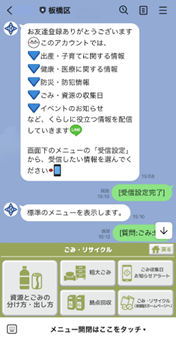 板橋区
お友達登録ありがとうございます
このアカウントでは、
出産・子育てに関する情報
健康・医療に関する情報
防災・防犯情報
ごみ・資源の収集日
イベントのお知らせ
など、くらしに役立つ情報を配信
していきます
画面下のメニューの「受信設定」
から、受信したい情報を選んでく
ださい
[受信設定完了]
標準のメニューを表示します。
[質問:ごみ
ごみ・リサイクル
戻る
資源とごみの
分け方・出し方
粗大ごみ
ごみ収集日
お知らせアラート
拠点回収
ごみ・リサイクル
メニュー開閉はここをタッチ